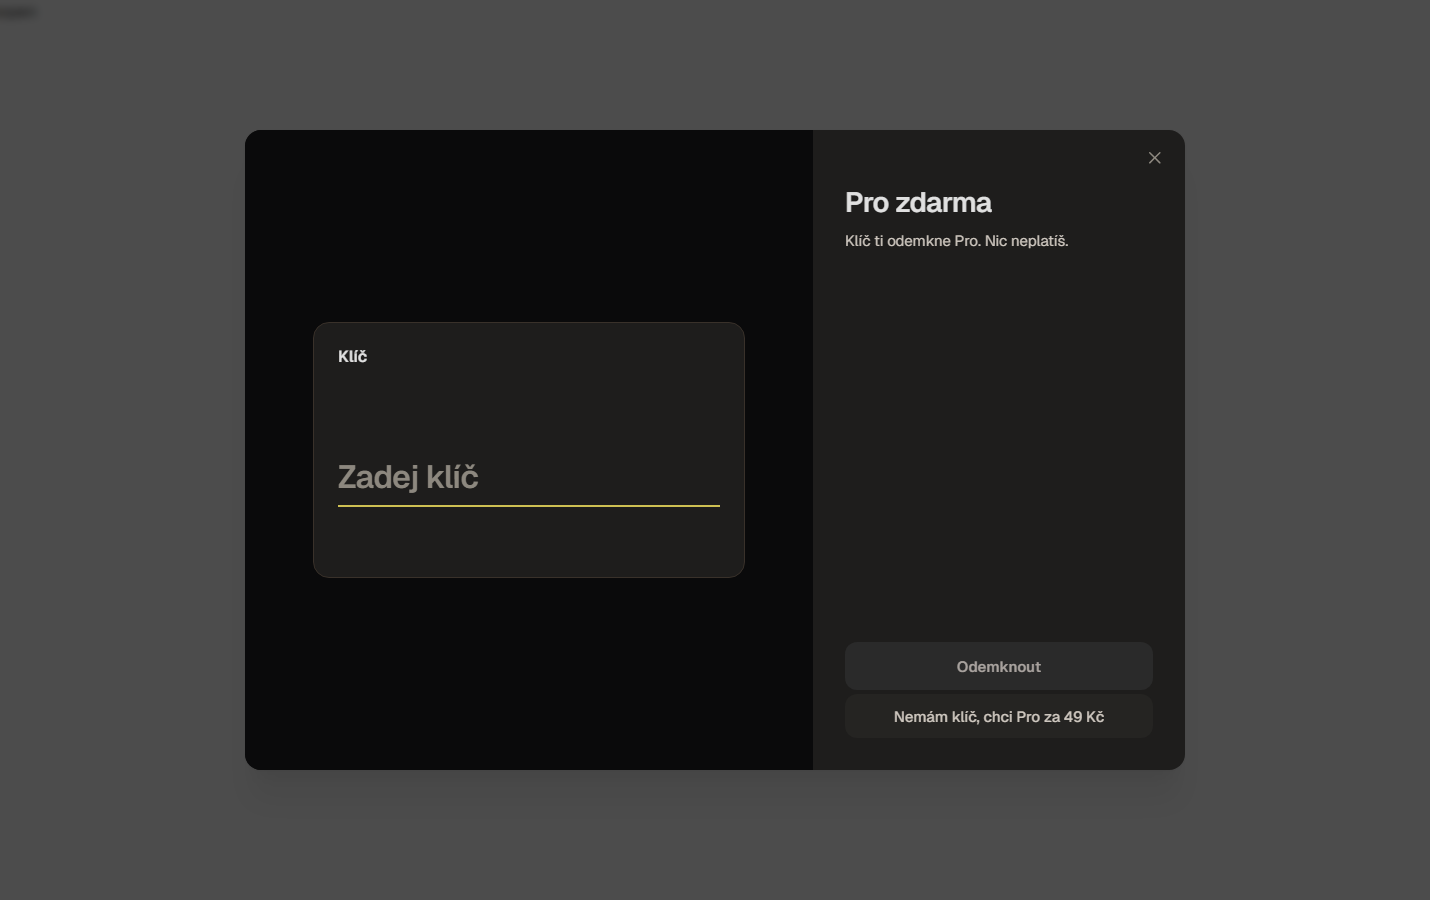 Klíč
Zadej klíč
Pro zdarma
Klíč ti odemkne Pro. Nic neplatíš.
Odemknout
Nemám klíč, chci Pro za 49 Kč